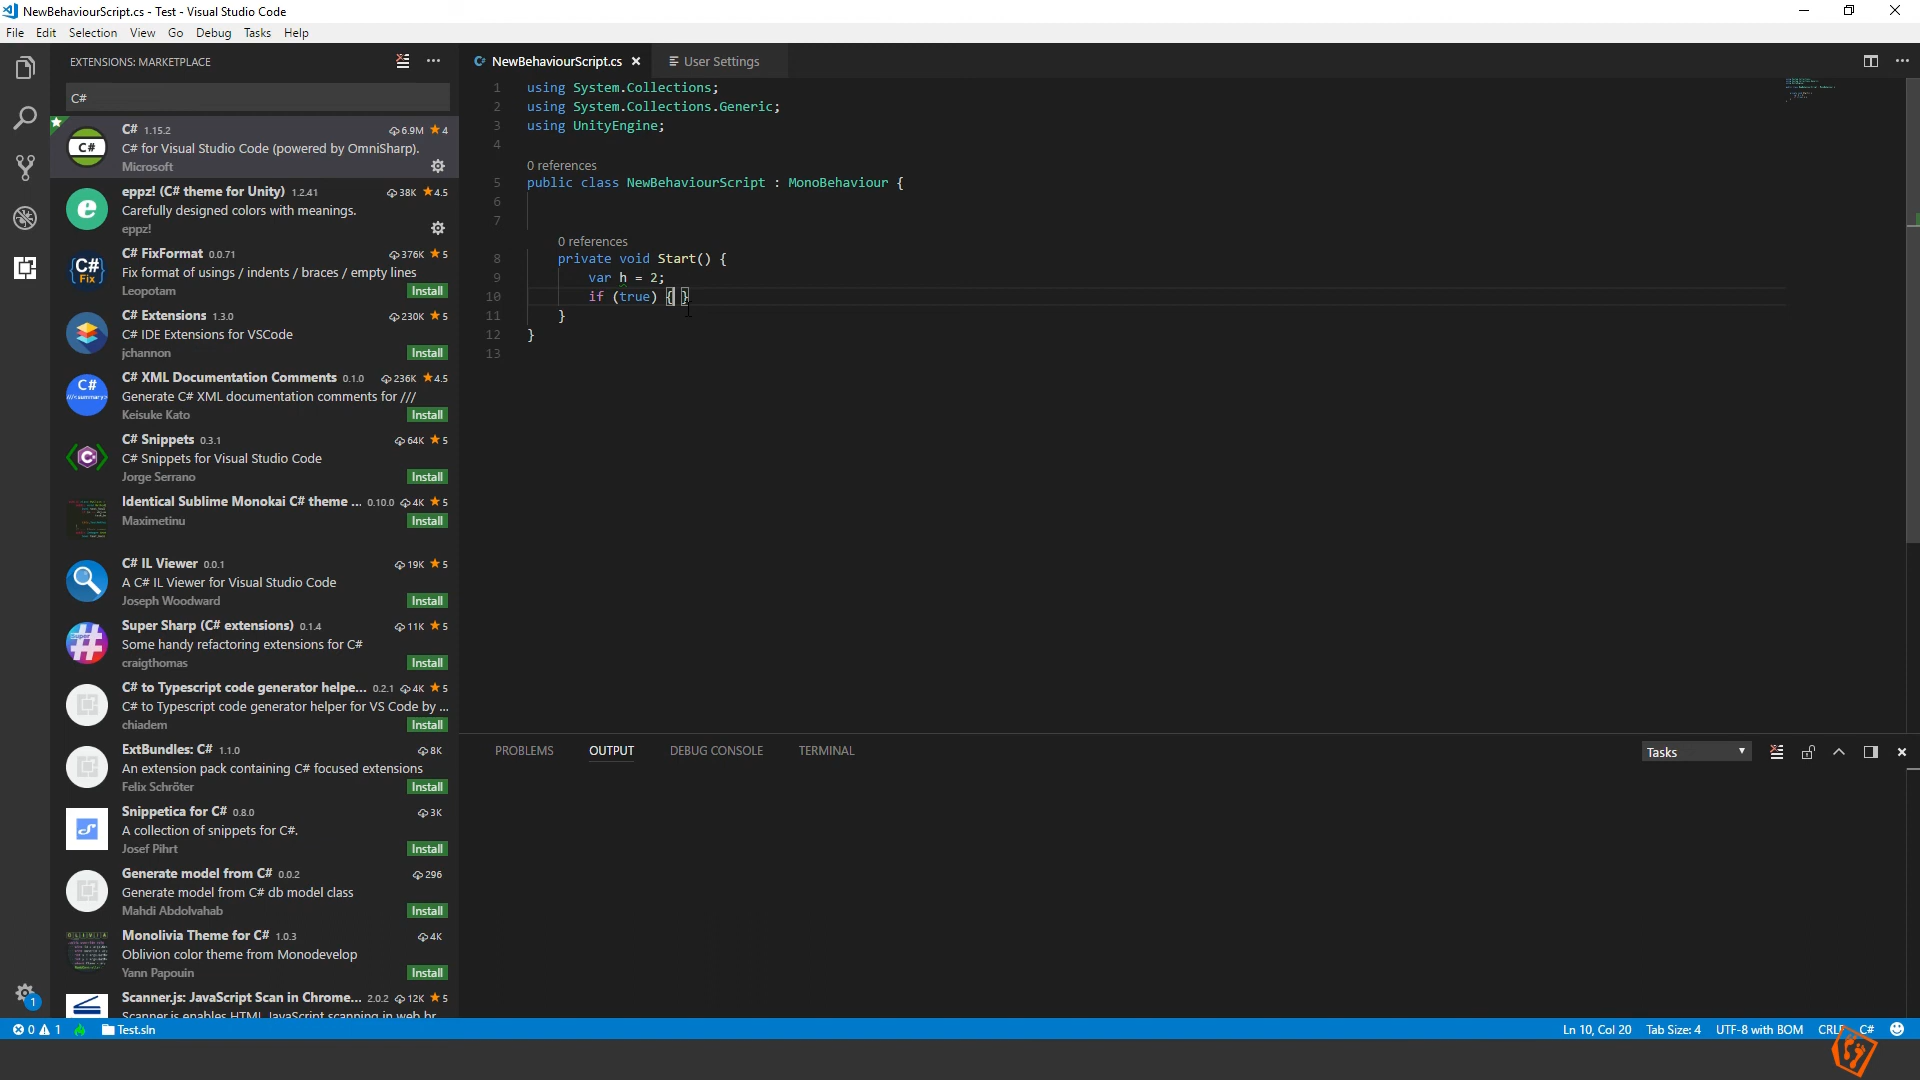 NewBehaviourScript.cs - Test - Visual Studio Code
File Edit Selection View Go Debug Tasks Help
EXTENSIONS: MARKETPLACE
C#
C# 1.15.2 6.9M 4
C# for Visual Studio Code (powered by OmniSharp).
Microsoft
eppz! (C# theme for Unity) 1.2.41 38K 4.5
Carefully designed colors with meanings.
eppz!
C# FixFormat 0.0.71 376K 5
Fix format of usings / indents / braces / empty lines
Leopotam Install
C# Extensions 1.3.0 230K 5
C# IDE Extensions for VSCode
jchannon Install
C# XML Documentation Comments 0.1.0 236K 4.5
Generate C# XML documentation comments for ///
Keisuke Kato Install
C# Snippets 0.3.1 64K 5
C# Snippets for Visual Studio Code
Jorge Serrano Install
Identical Sublime Monokai C# theme ... 0.10.0 4K 5
Maximetinu Install
C# IL Viewer 0.0.1 19K 5
A C# IL Viewer for Visual Studio Code
Joseph Woodward Install
Super Sharp (C# extensions) 0.1.4 11K 5
Some handy refactoring extensions for C#
craigthomas Install
C# to Typescript code generator helpe... 0.2.1 4K 5
C# to Typescript code generator helper for VS Code by ...
chiadem Install
ExtBundles: C# 1.1.0 8K
An extension pack containing C# focused extensions
Felix Schröter Install
Snippetica for C# 0.8.0 3K
A collection of snippets for C#.
Josef Pihrt Install
Generate model from C# 0.0.2 296
Generate model from C# db model class
Mahdi Abdolvahab Install
Monolivia Theme for C# 1.0.3 4K
Oblivion color theme from Monodevelop
Yann Papouin Install
Scanner.js: JavaScript Scan in Chrome... 2.0.2 12K 5
Scanner.js enables HTML JavaScript scanning in web br
NewBehaviourScript.cs User Settings
1 using System.Collections;
2 using System.Collections.Generic;
3 using UnityEngine;
4
0 references
5 public class NewBehaviourScript : MonoBehaviour {
6
7
0 references
8 private void Start() {
9 var h = 2;
10 if (true) { }
11 }
12 }
13
PROBLEMS OUTPUT DEBUG CONSOLE TERMINAL Tasks
1
0 1 Test.sln Ln 10, Col 20 Tab Size: 4 UTF-8 with BOM CRLF C#